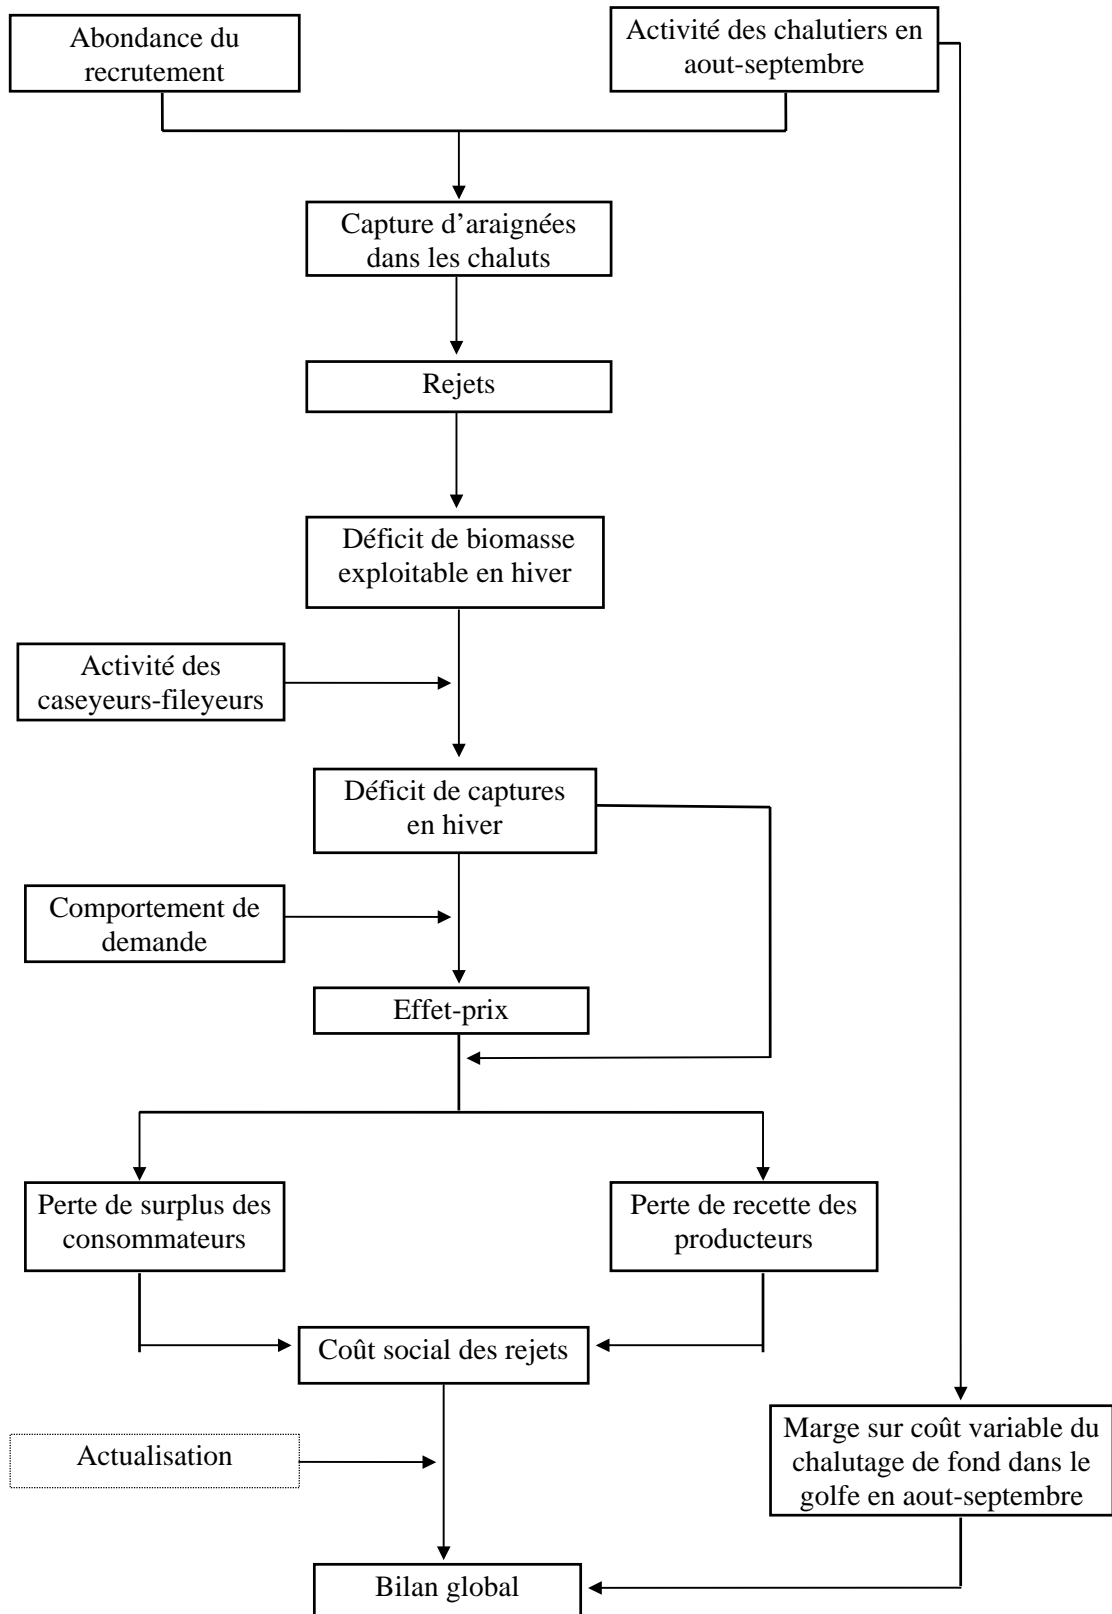 Abondance du
recrutement
Activité des chalutiers en
aout-septembre
Capture d’araignées
dans les chaluts
Rejets
Déficit de biomasse
exploitable en hiver
Activité des
caseyeurs-fileyeurs
Déficit de captures
en hiver
Comportement de
demande
Effet-prix
Perte de surplus des
consommateurs
Perte de recette des
producteurs
Coût social des rejets
Actualisation
Marge sur coût variable du
chalutage de fond dans le
golfe en aout-septembre
Bilan global